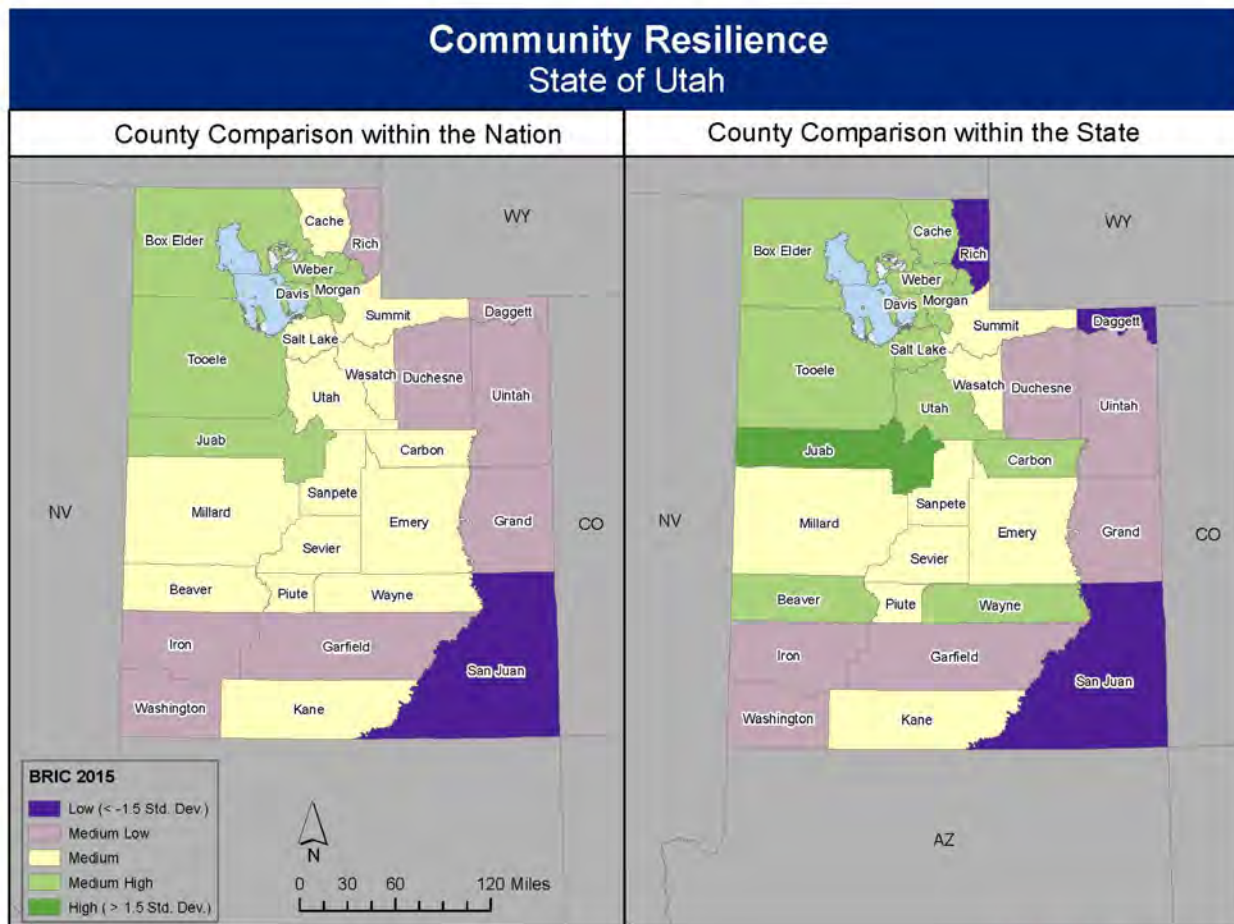 Community Resilience
State of Utah
County Comparison within the Nation
County Comparison within the State
WY
Cache
Box Elder
Rich
Weber
Davis
Morgan
Summit
Daggett
Salt Lake
Tooele
Wasatch
Duchesne
Uintah
Utah
Juab
Carbon
Sanpete
NV
Millard
Emery
Grand
CO
Sevier
Beaver
Piute
Wayne
Iron
Garfield
San Juan
Washington
Kane
BRIC 2015
Low (< -1.5 Std. Dev.)
Medium Low
Medium
Medium High
High ( > 1.5 Std. Dev.)
N
0 30 60 120 Miles
WY
Cache
Box Elder
Rich
Weber
Davis
Morgan
Summit
Daggett
Salt Lake
Tooele
Wasatch
Duchesne
Uintah
Utah
Juab
Carbon
Sanpete
NV
Millard
Emery
Grand
CO
Sevier
Beaver
Piute
Wayne
Iron
Garfield
San Juan
Washington
Kane
AZ